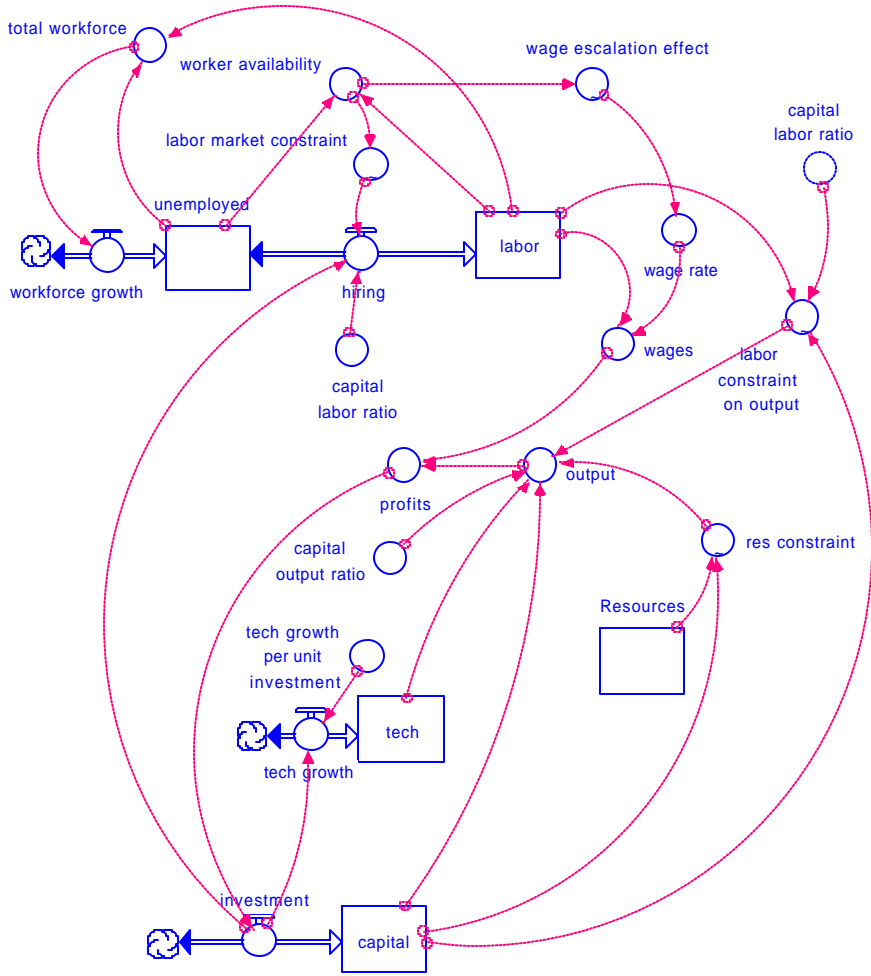 total workforce
wage escalation effect
worker availability
capital
labor ratio
labor market constraint
unemployed
labor
wage rate
workforce growth
hiring
wages
labor
constraint
on output
capital
labor ratio
profits
output
capital
output ratio
res constraint
Resources
tech growth
per unit
investment
tech
tech growth
investment
capital